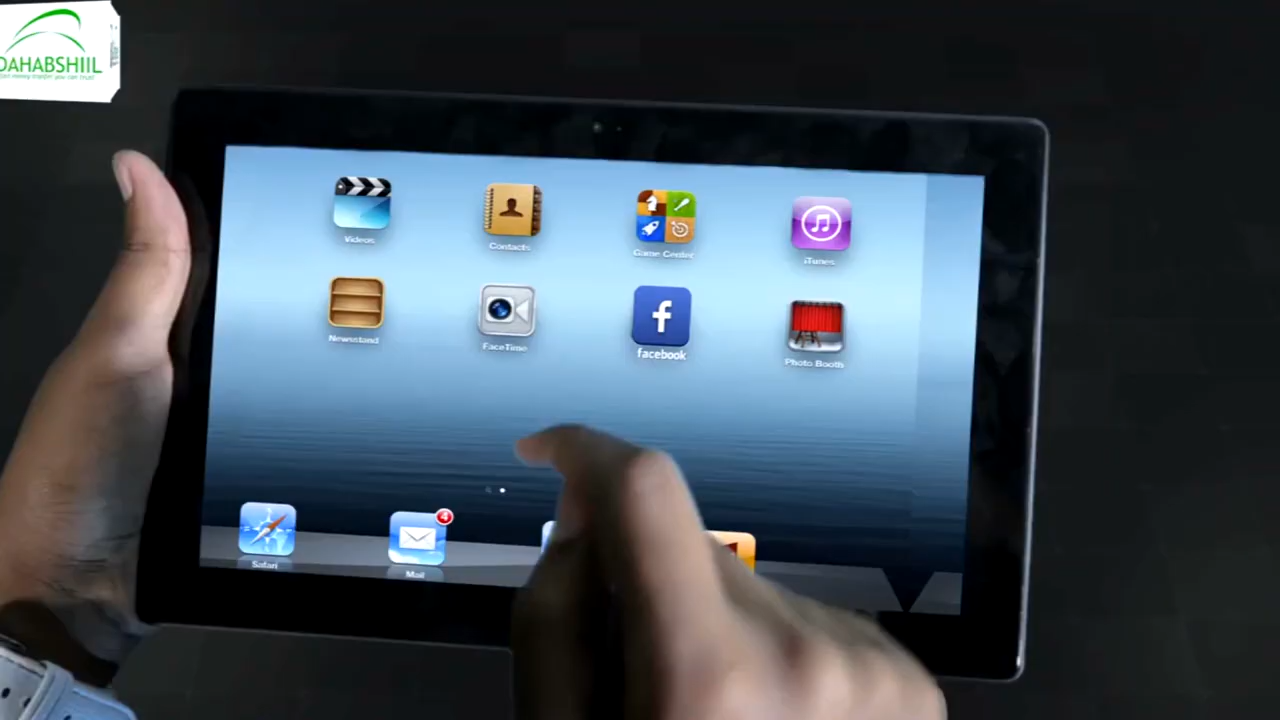 DAHABSHIIL
Videos
Contacts
Game Center
iTunes
Newsstand
FaceTime
facebook
Photo Booth
4
Safari
Mail